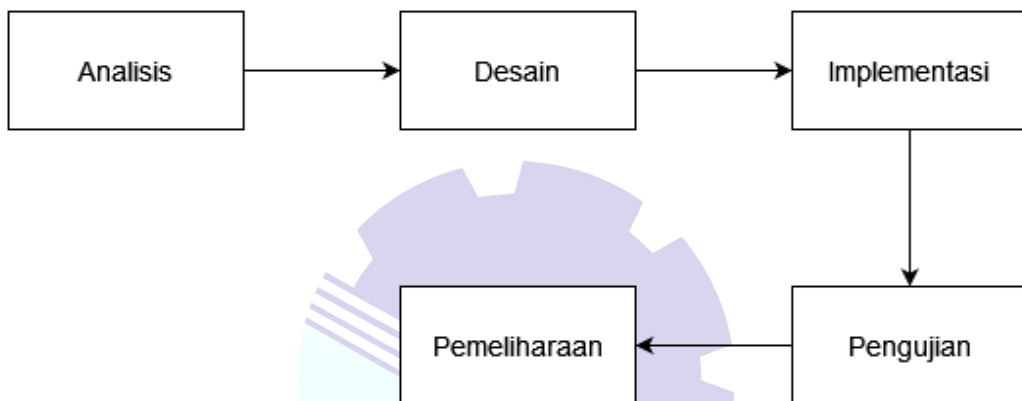 Analisis
Desain
Implementasi
Pengujian
Pemeliharaan